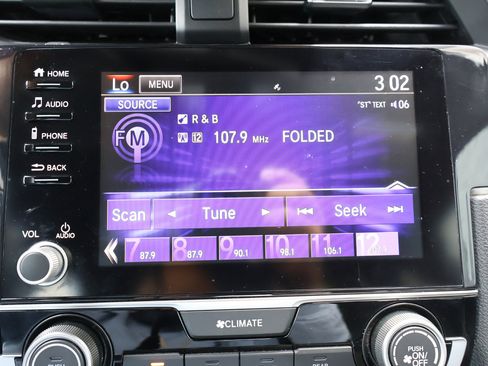 HOME
AUDIO
PHONE
BACK
VOL AUDIO
Lo MENU 3 02
SOURCE "ST" TEXT 06
FM R & B
12 107.9 MHz FOLDED
Scan Tune Seek
7 87.9 8 87.9 9 90.1 10 98.1 11 106.1 12
CLIMATE
PUSH
REAR
PUSH ON/OFF